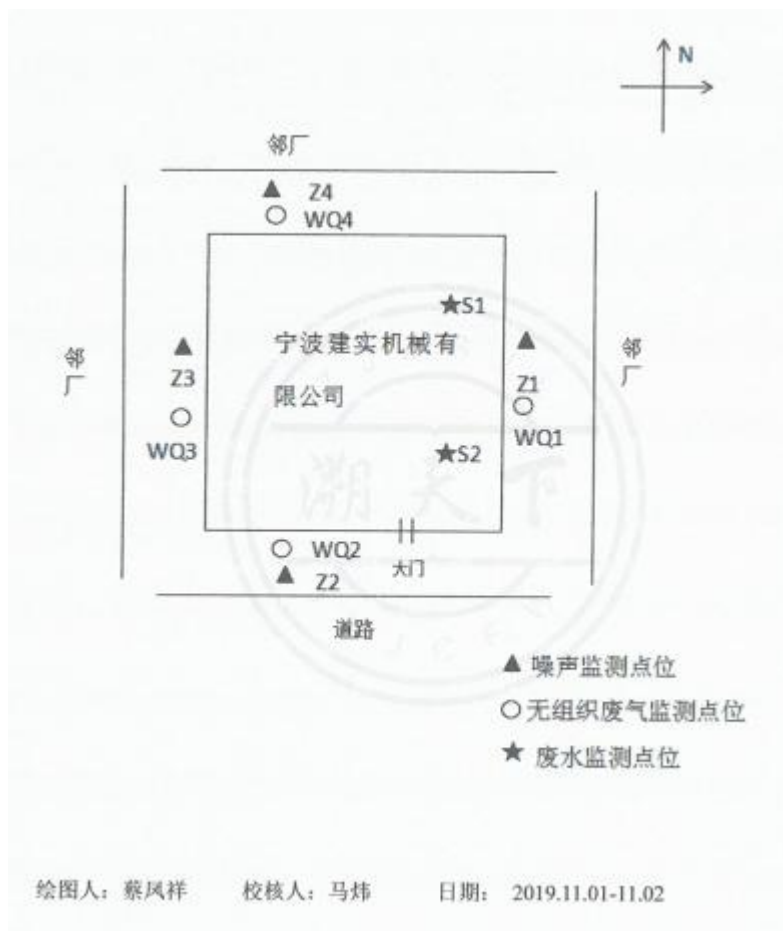 N
邻厂
Z4
WQ4
S1
宁波建实机械有
限公司
邻厂
Z3
WQ3
Z1
WQ1
邻厂
S2
溯天下
WQ2
Z2
大门
道路
噪声监测点位
无组织废气监测点位
废水监测点位
绘图人：蔡凤祥 校核人：马炜 日期： 2019.11.01-11.02